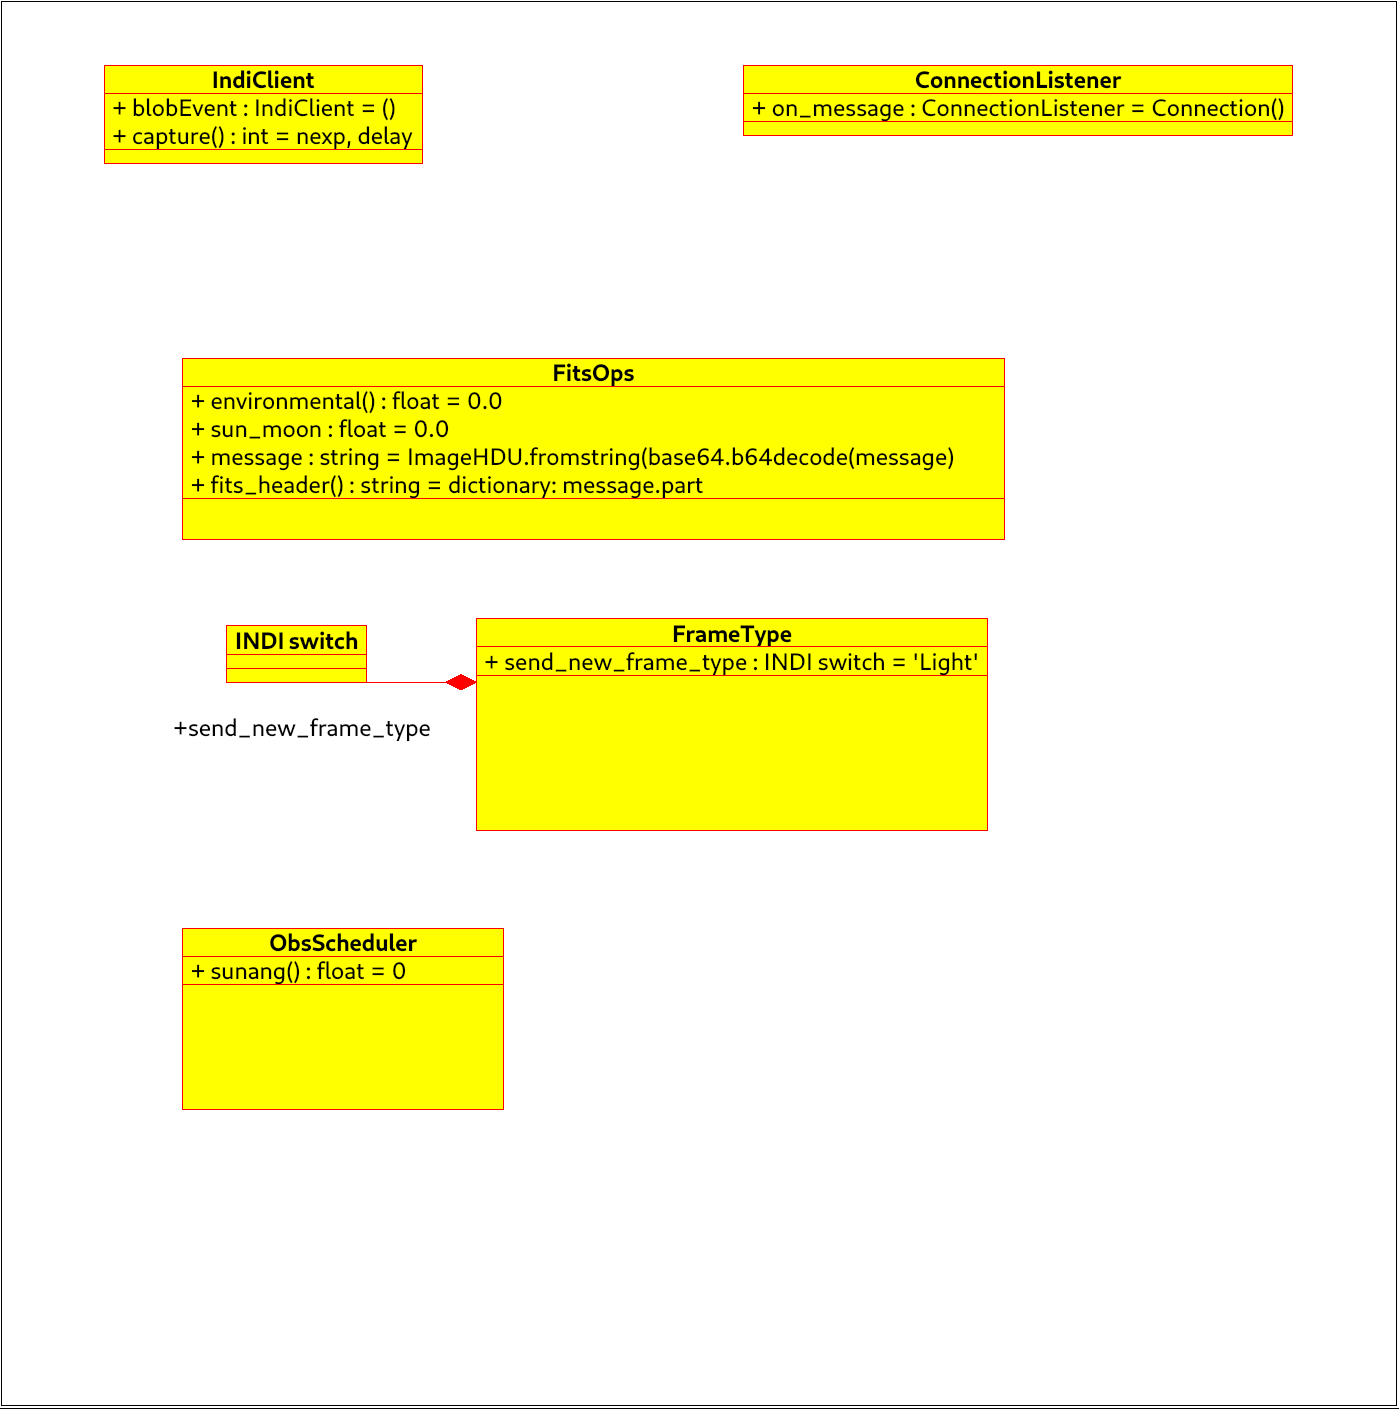 IndiClient
+ blobEvent : IndiClient = ()
+ capture() : int = nexp, delay
ConnectionListener
+ on_message : ConnectionListener = Connection()
FitsOps
+ environmental() : float = 0.0
+ sun_moon : float = 0.0
+ message : string = ImageHDU.fromstring(base64.b64decode(message)
+ fits_header() : string = dictionary: message.part
INDI switch
+send_new_frame_type
FrameType
+ send_new_frame_type : INDI switch = 'Light'
ObsScheduler
+ sunang() : float = 0